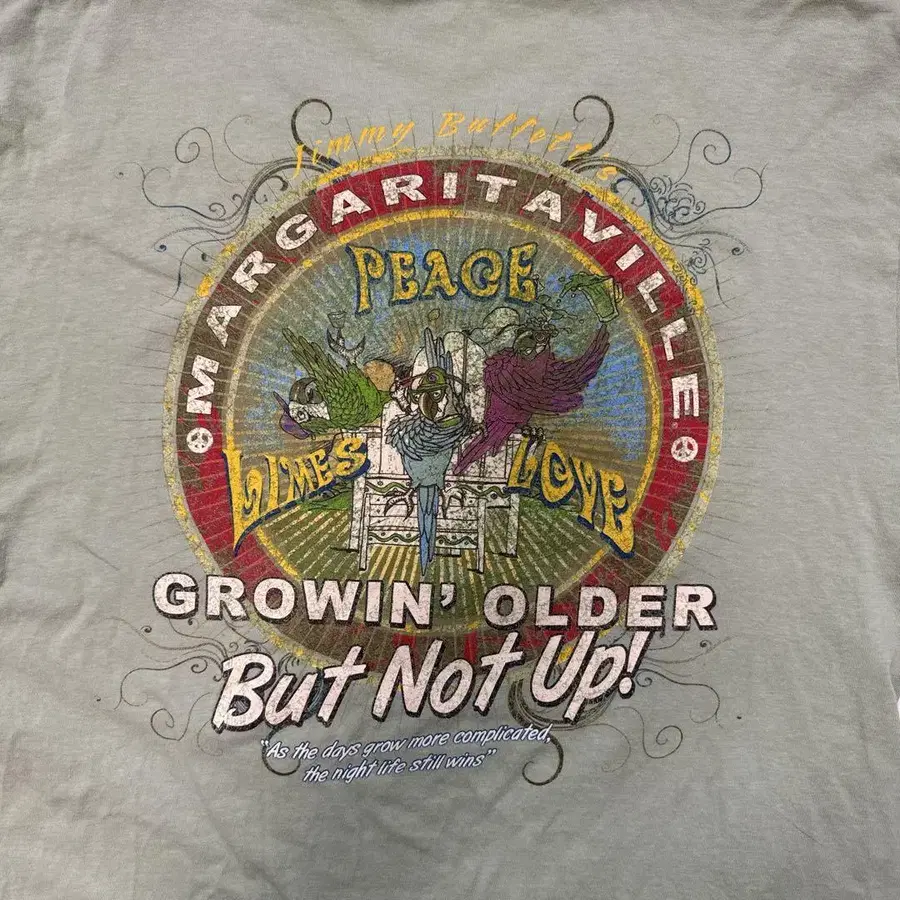 Jimmy Buffett's
MARGARITAVILLE
PEACE
LIMES
LOVE
GROWIN' OLDER
But Not Up!
"As the days grow more complicated,
the night life still wins"